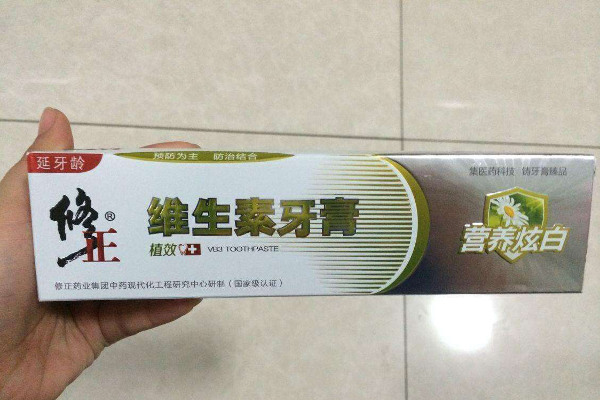 延牙龄
预防为主 防治结合
集医药科技 铸牙膏臻品
修正®
维生素牙膏
植效 VB3 TOOTHPASTE
营养炫白
修正药业集团中药现代化工程研究中心研制（国家级认证）